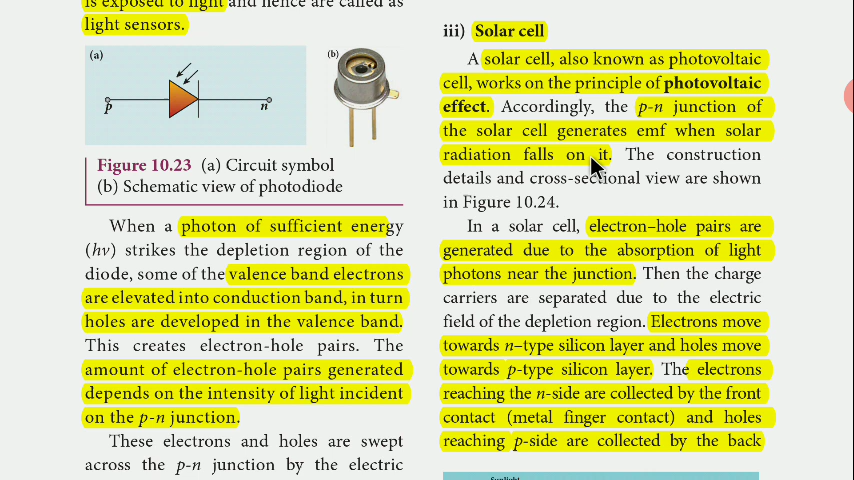 is exposed to light and hence are called as
light sensors.
(a)
(b)
p
n
Figure 10.23 (a) Circuit symbol
(b) Schematic view of photodiode
When a photon of sufficient energy
(hν) strikes the depletion region of the
diode, some of the valence band electrons
are elevated into conduction band, in turn
holes are developed in the valence band.
This creates electron-hole pairs. The
amount of electron-hole pairs generated
depends on the intensity of light incident
on the p-n junction.
These electrons and holes are swept
across the p-n junction by the electric
iii) Solar cell
A solar cell, also known as photovoltaic
cell, works on the principle of photovoltaic
effect. Accordingly, the p-n junction of
the solar cell generates emf when solar
radiation falls on it. The construction
details and cross-sectional view are shown
in Figure 10.24.
In a solar cell, electron–hole pairs are
generated due to the absorption of light
photons near the junction. Then the charge
carriers are separated due to the electric
field of the depletion region. Electrons move
towards n–type silicon layer and holes move
towards p-type silicon layer. The electrons
reaching the n-side are collected by the front
contact (metal finger contact) and holes
reaching p-side are collected by the back
Sunlight